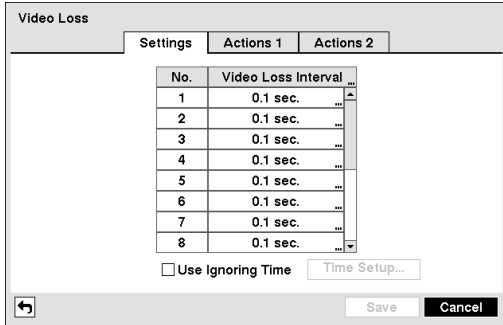 Video Loss
Settings Actions 1 Actions 2
No. Video Loss Interval ...
1 0.1 sec. ...
2 0.1 sec. ...
3 0.1 sec. ...
4 0.1 sec. ...
5 0.1 sec. ...
6 0.1 sec. ...
7 0.1 sec. ...
8 0.1 sec. ...
Use Ignoring Time Time Setup...
Save Cancel